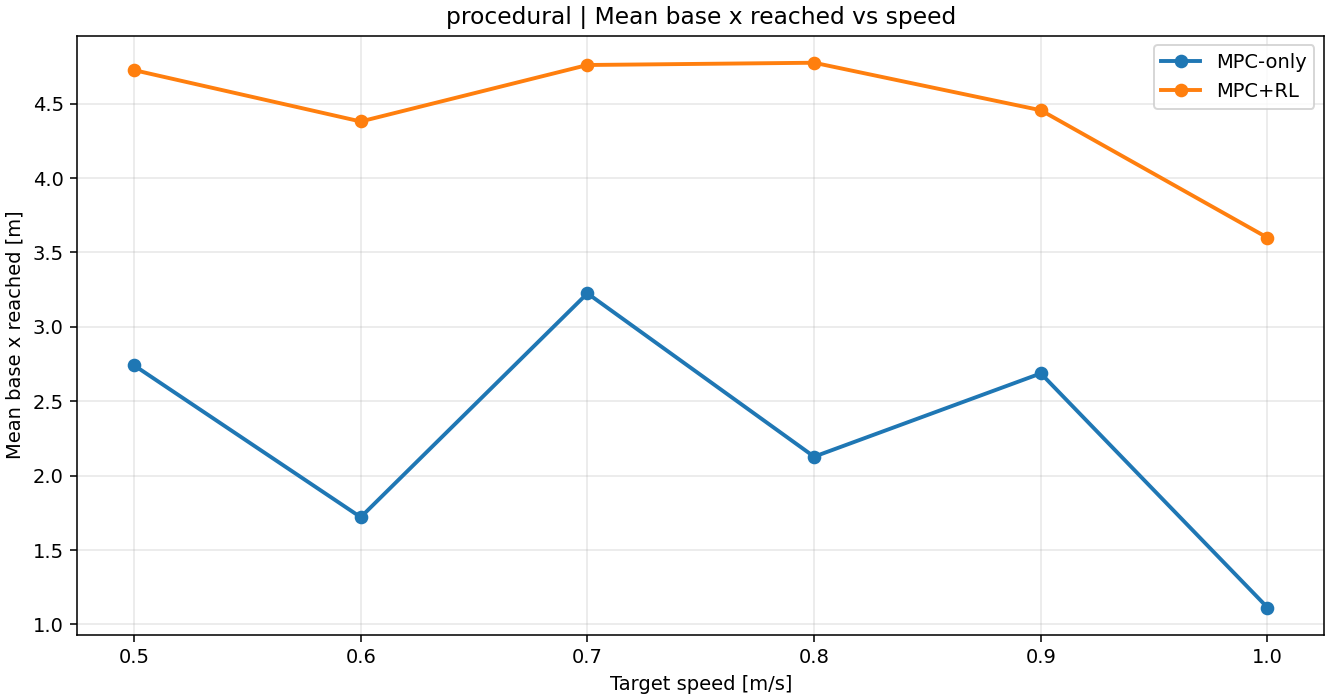 procedural | Mean base x reached vs speed
MPC-only
MPC+RL
Mean base x reached [m]
4.5
4.0
3.5
3.0
2.5
2.0
1.5
1.0
0.5
0.6
0.7
0.8
0.9
1.0
Target speed [m/s]